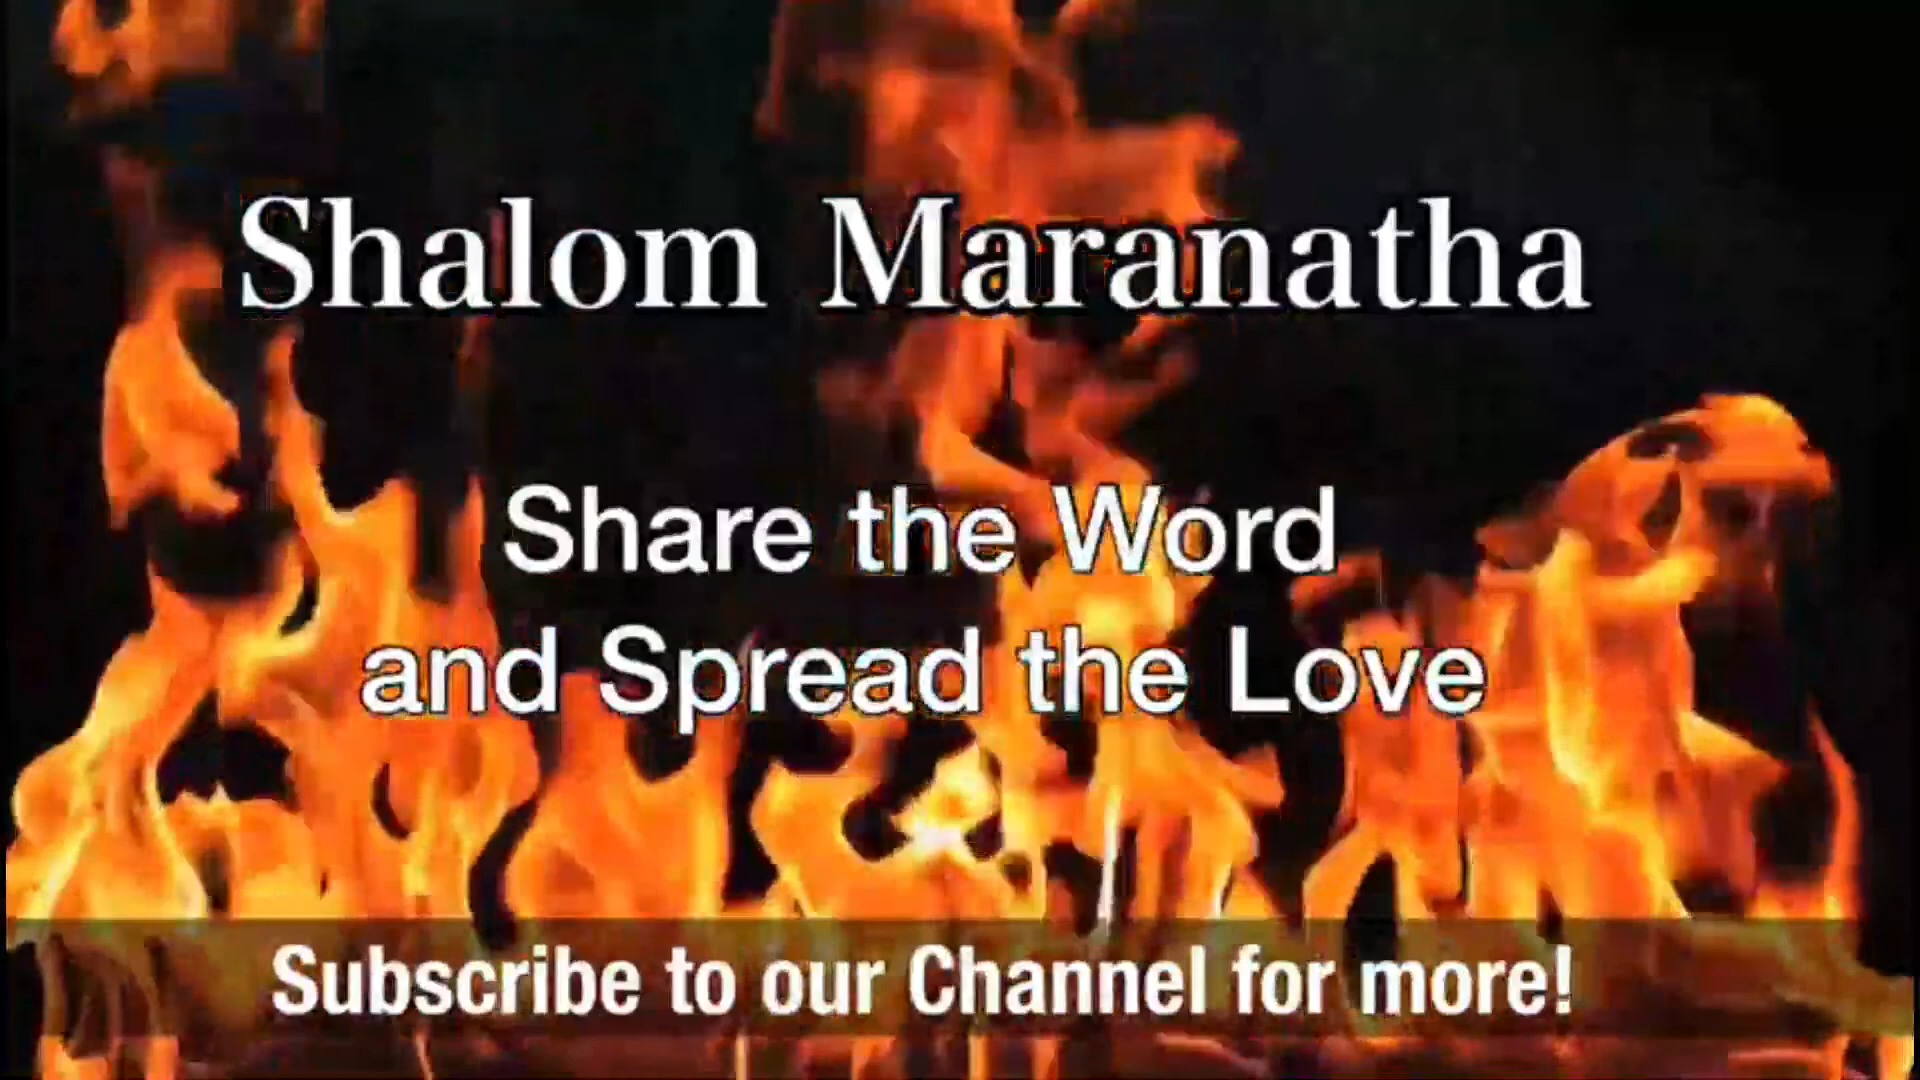 Shalom Maranatha
Share the Word
and Spread the Love
Subscribe to our Channel for more!